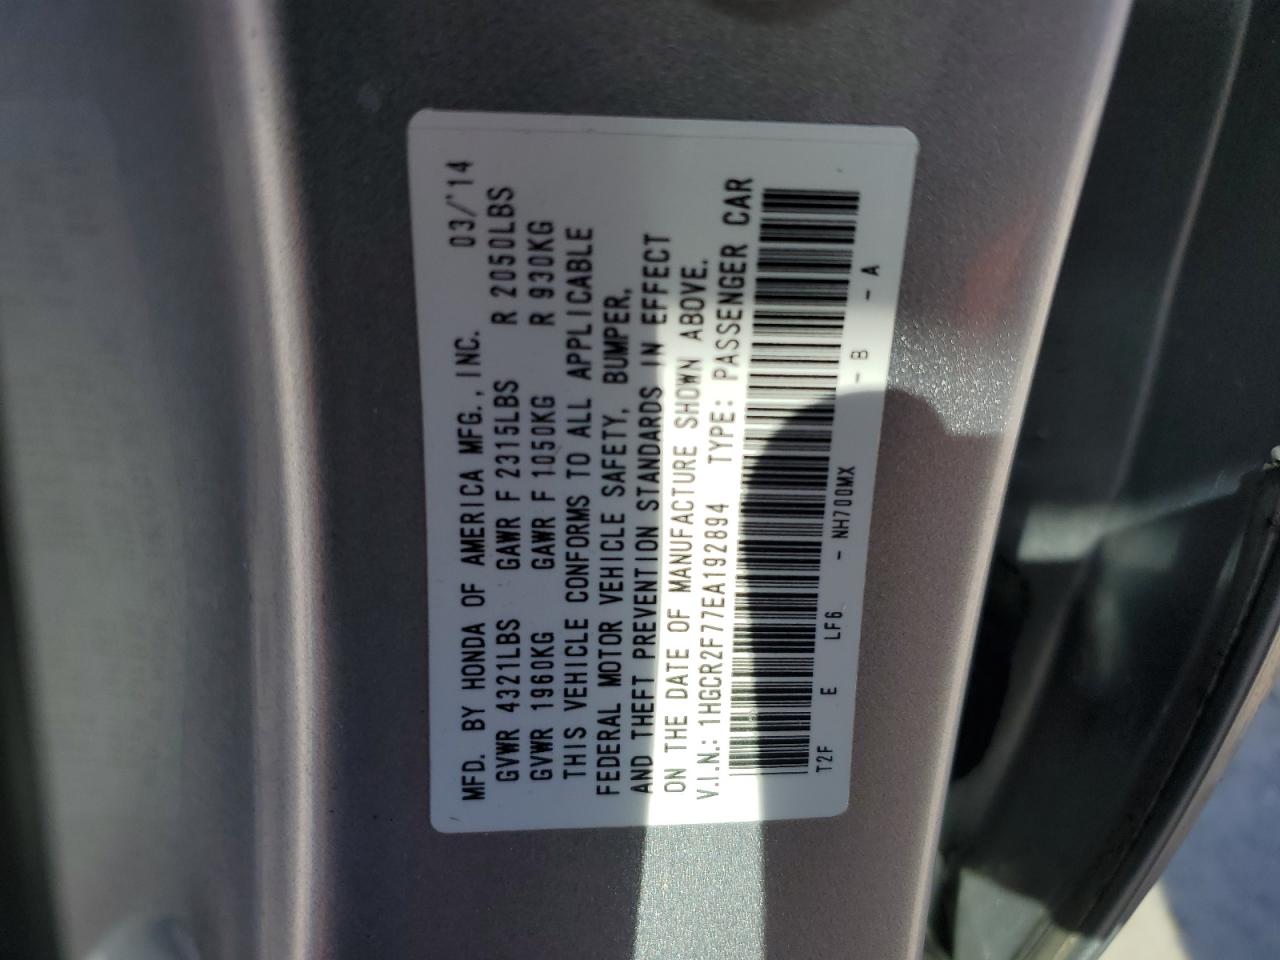 MFD. BY HONDA OF AMERICA MFG., INC. 03/'14
GVWR 4321LBS GAWR F 2315LBS R 2050LBS
GVWR 1960KG GAWR F 1050KG R 930KG
THIS VEHICLE CONFORMS TO ALL APPLICABLE
FEDERAL MOTOR VEHICLE SAFETY, BUMPER,
AND THEFT PREVENTION STANDARDS IN EFFECT
ON THE DATE OF MANUFACTURE SHOWN ABOVE.
V.I.N.: 1HGCR2F77EA192894 TYPE: PASSENGER CAR
T2F E LF6 - NH700MX - B - A